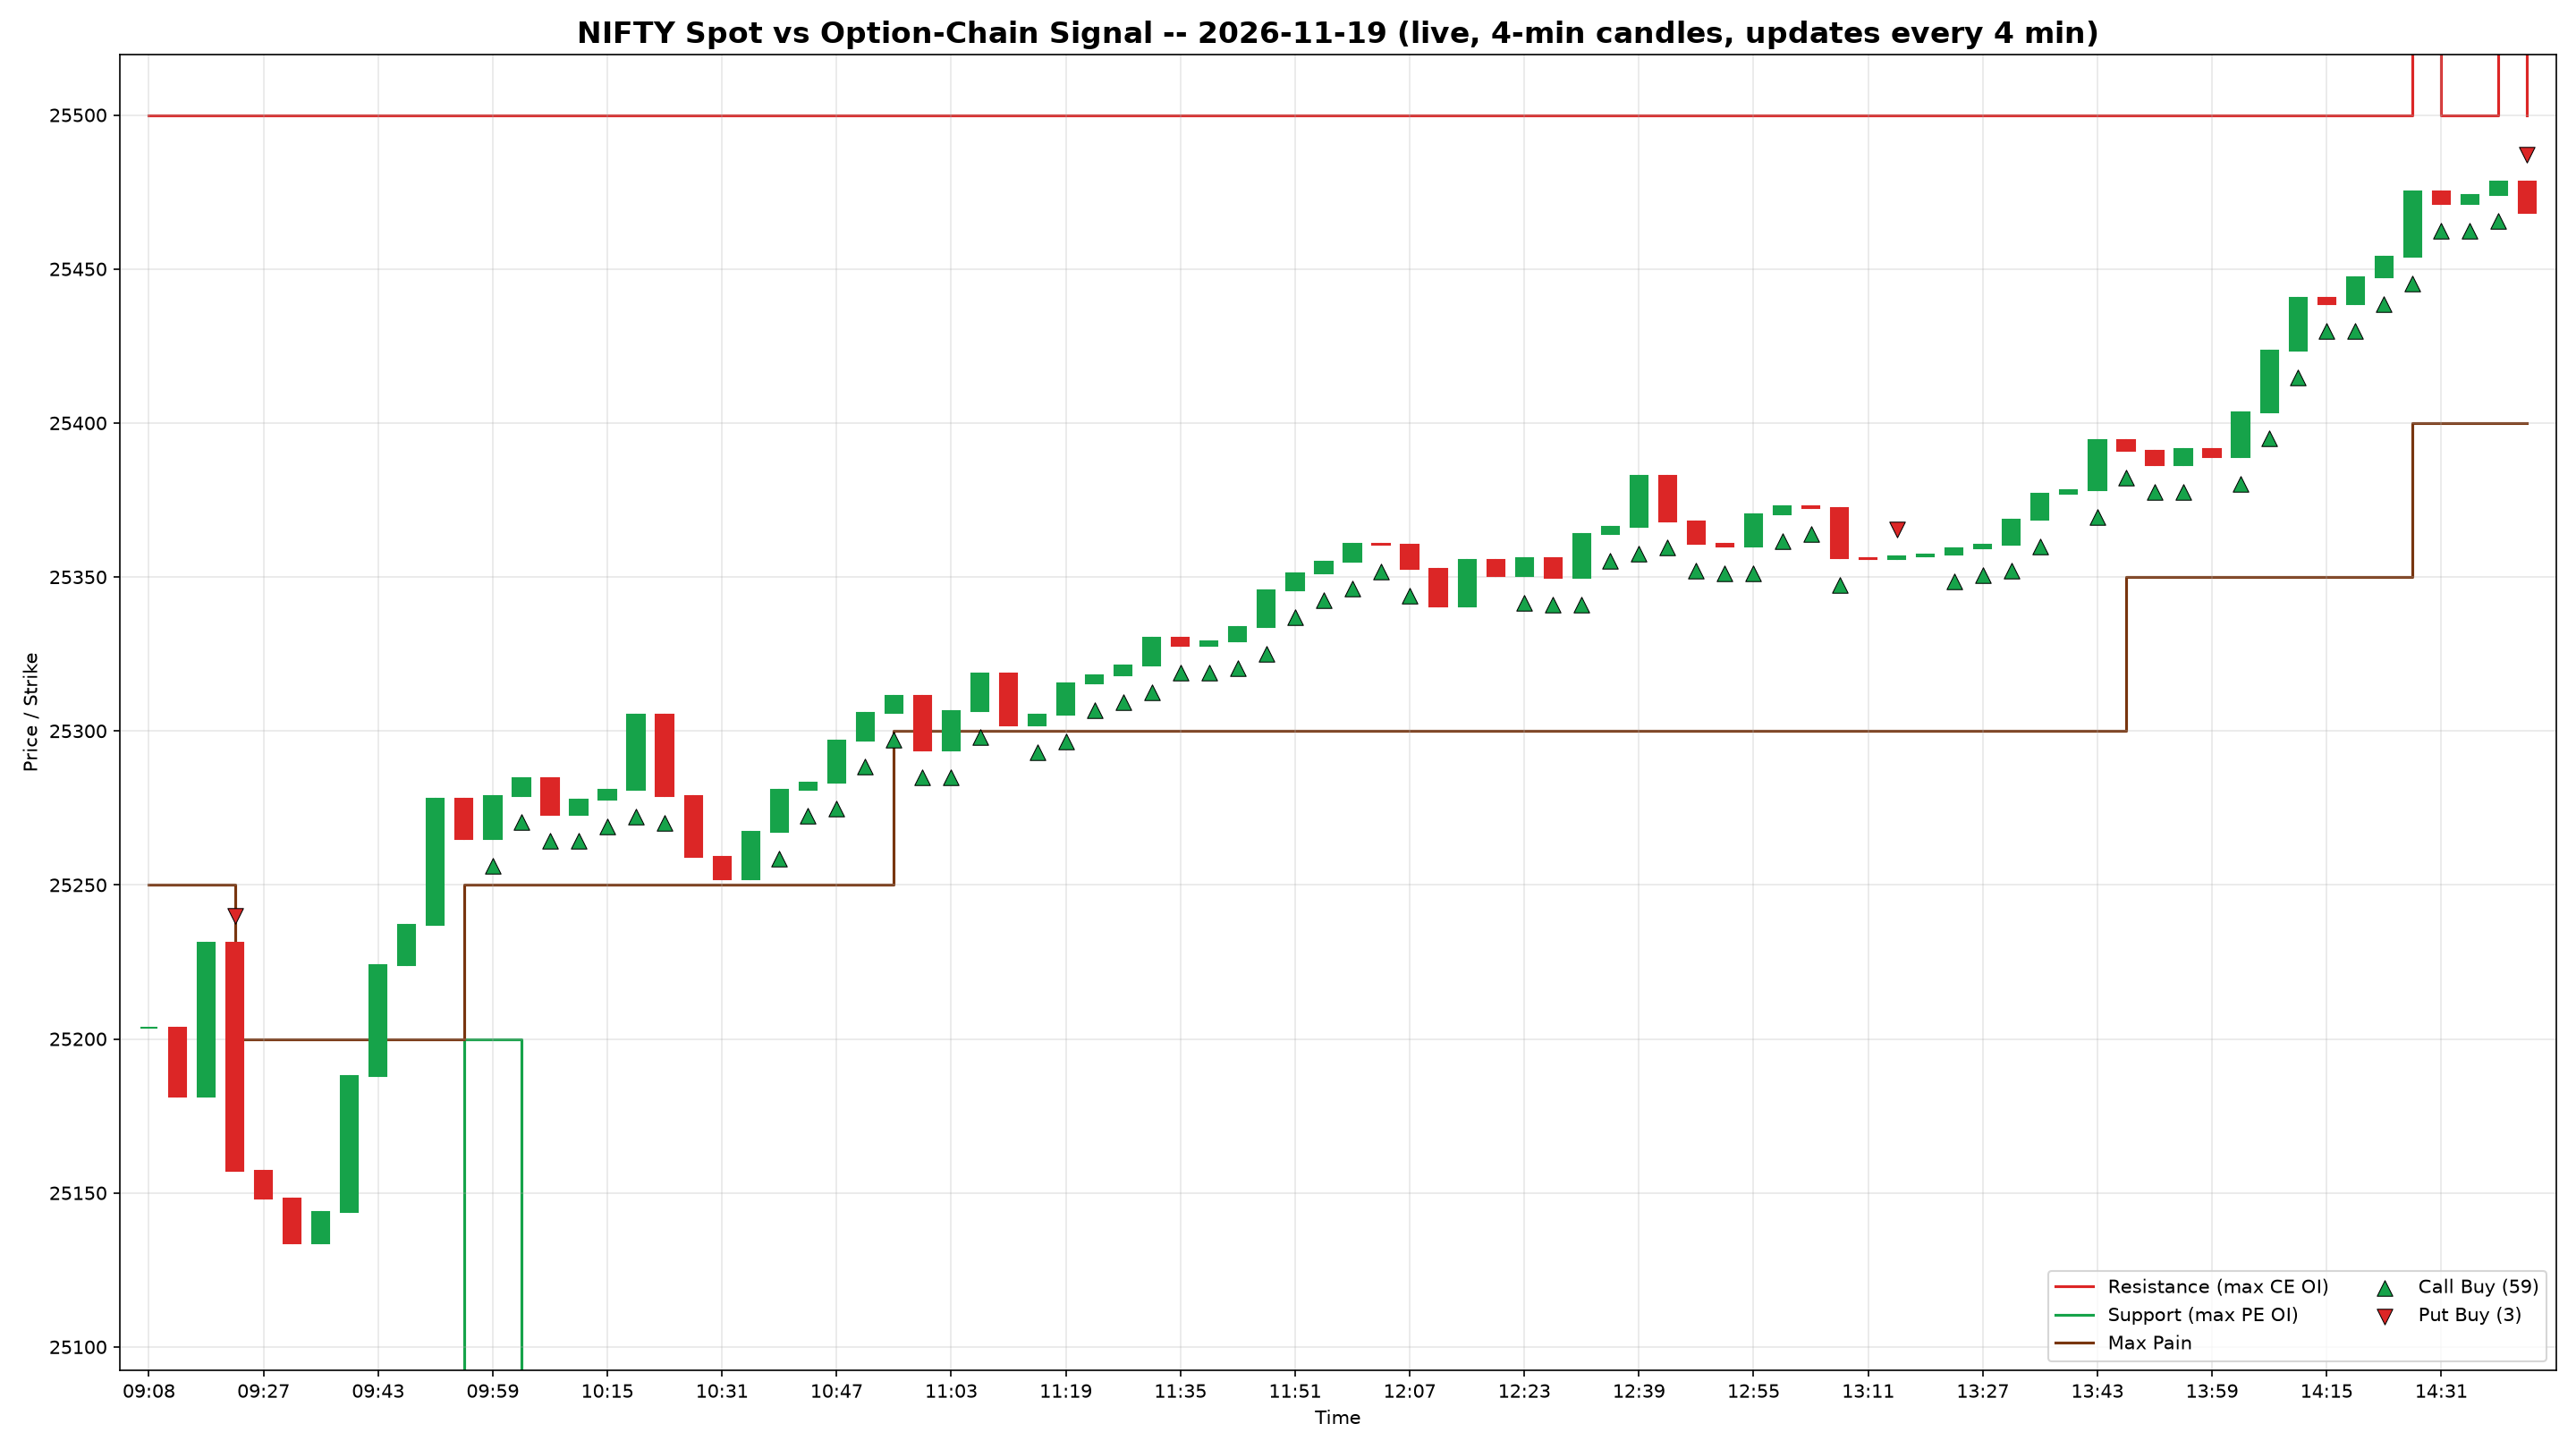 NIFTY Spot vs Option-Chain Signal -- 2026-11-19 (live, 4-min candles, updates every 4 min)
Price / Strike
25500
25450
25400
25350
25300
25250
25200
25150
25100
09:08 09:27 09:43 09:59 10:15 10:31 10:47 11:03 11:19 11:35 11:51 12:07 12:23 12:39 12:55 13:11 13:27 13:43 13:59 14:15 14:31
Time
Resistance (max CE OI)
Support (max PE OI)
Max Pain
Call Buy (59)
Put Buy (3)